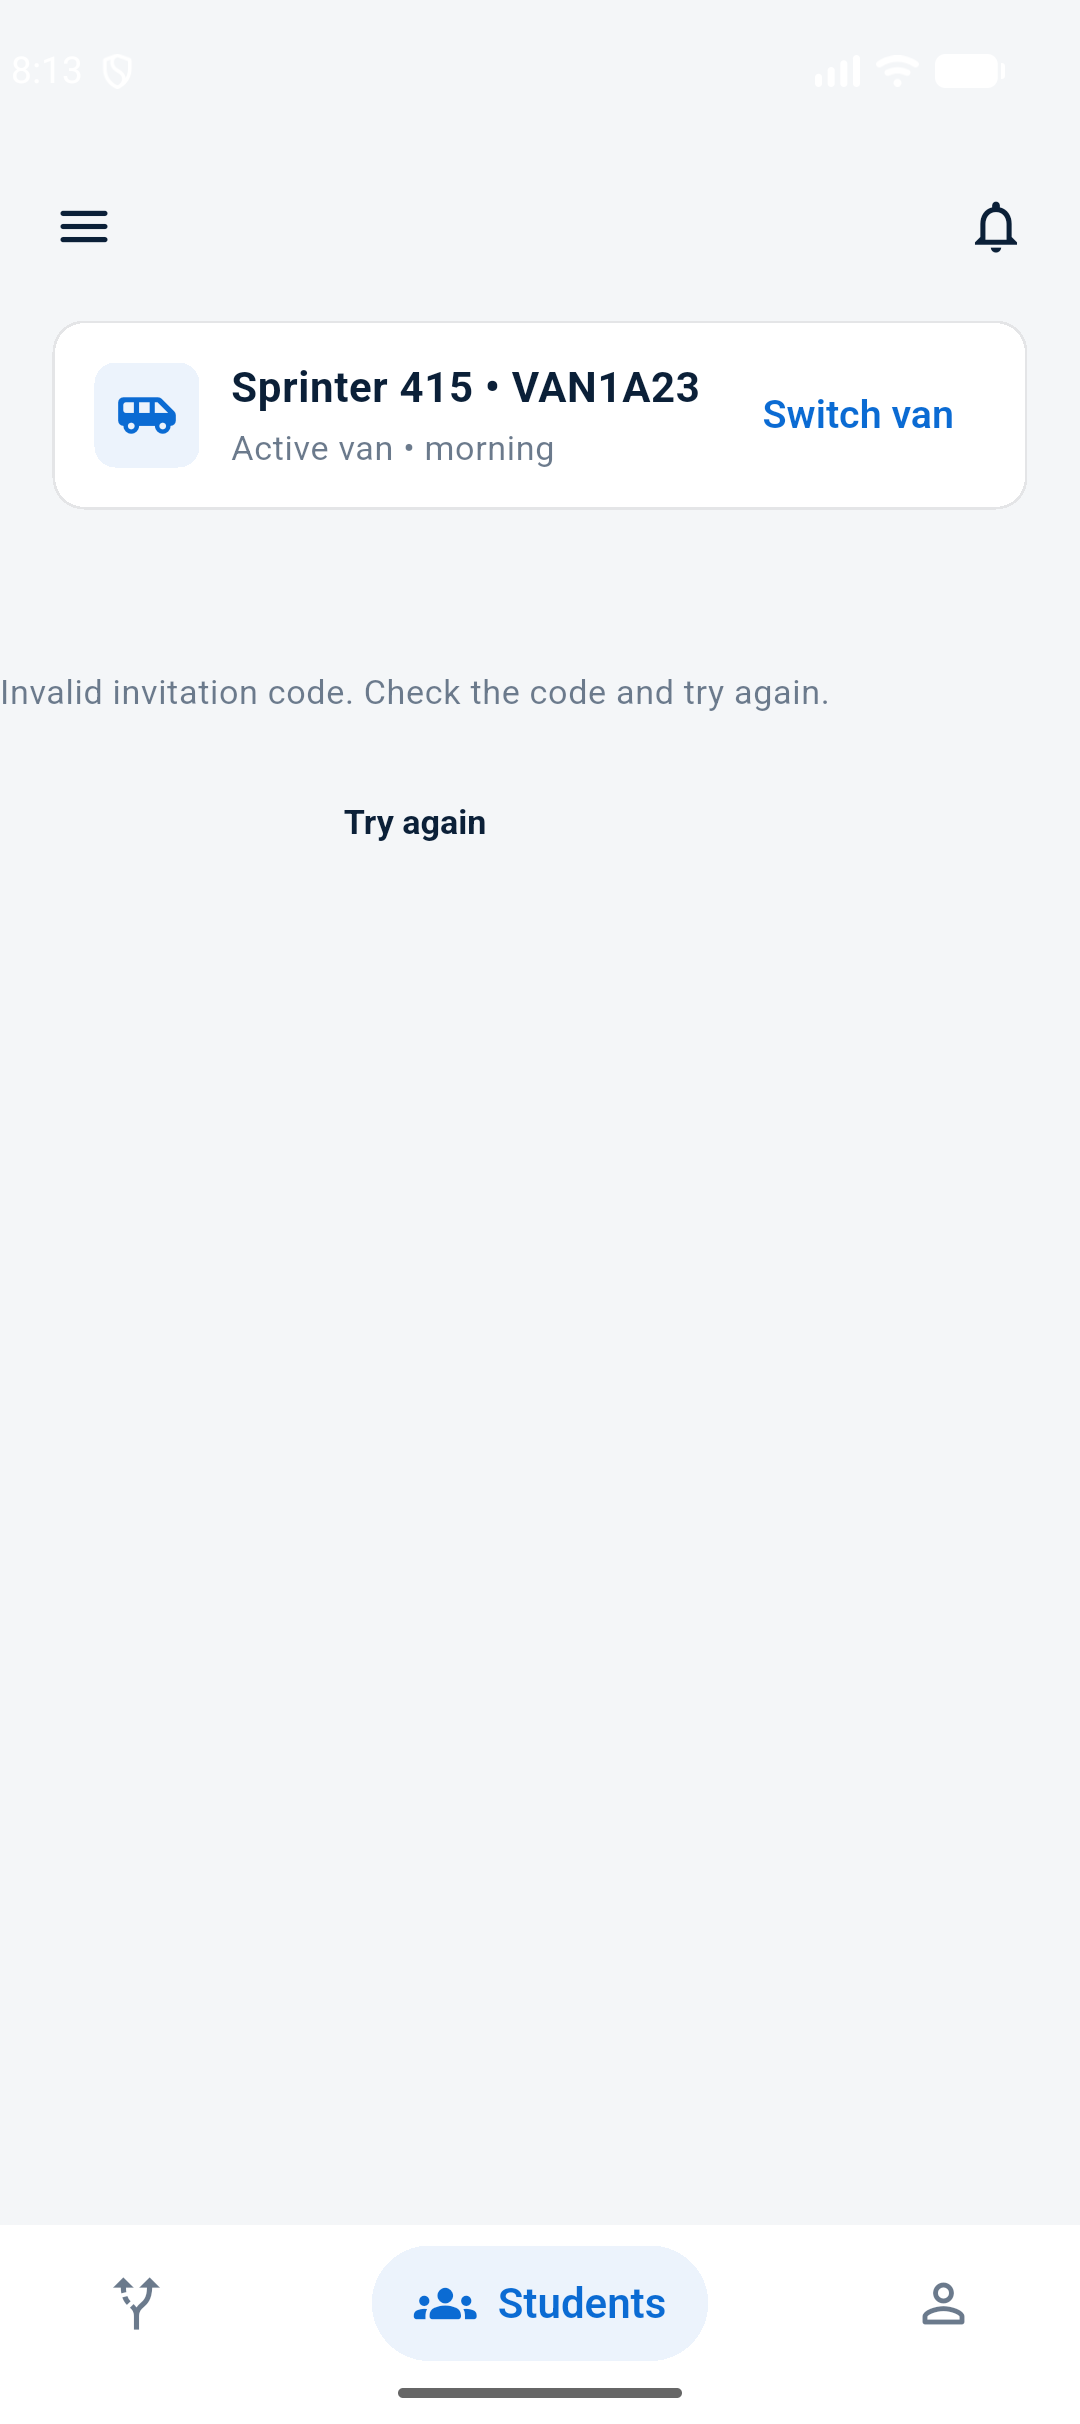 8:13
Sprinter 415 • VAN1A23
Active van • morning
Switch van
Invalid invitation code. Check the code and try again.
Try again
Students